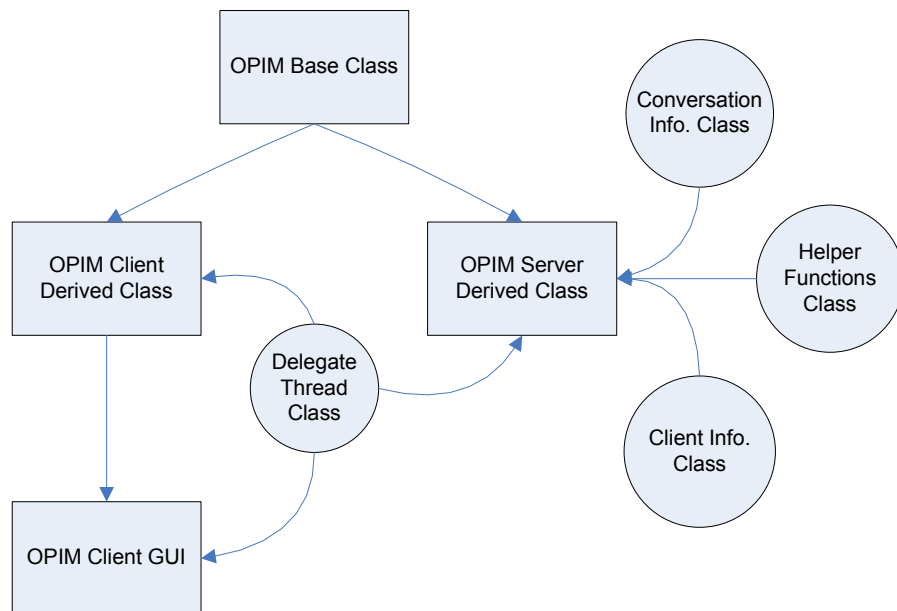 OPIM Base Class
Conversation
Info. Class
OPIM Client
Derived Class
OPIM Server
Derived Class
Helper
Functions
Class
Delegate
Thread
Class
Client Info.
Class
OPIM Client GUI